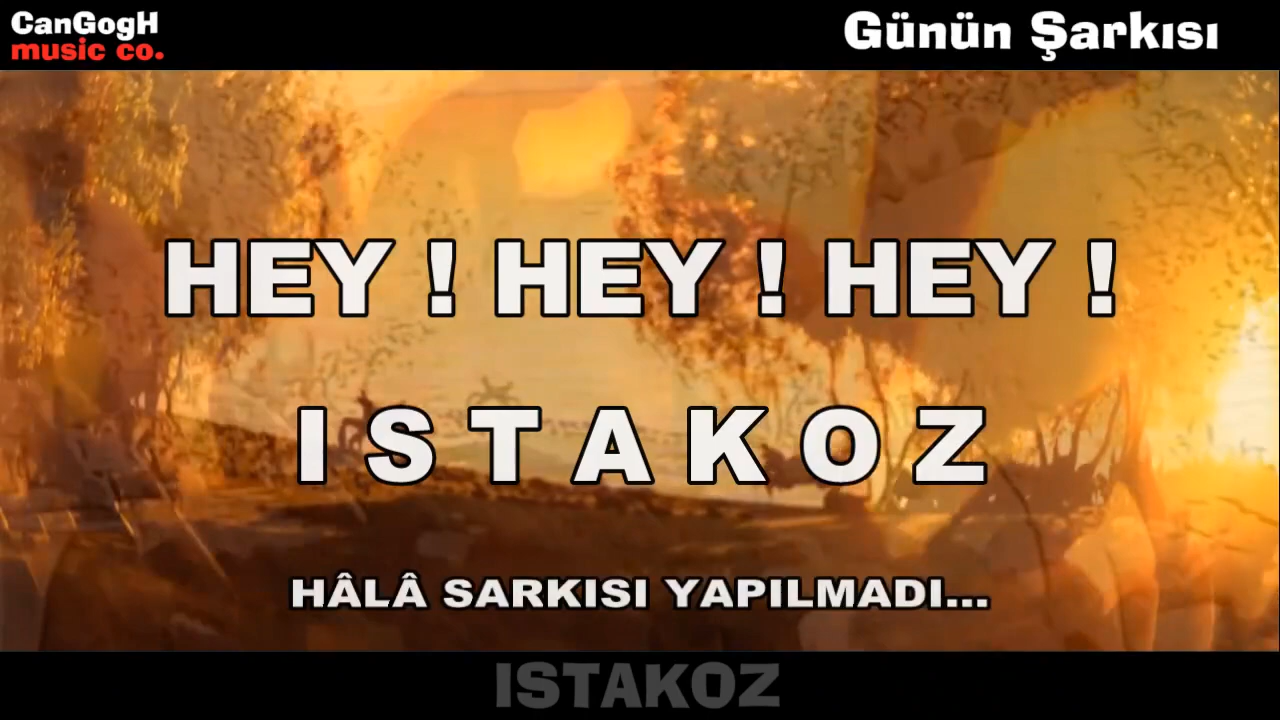 CanGogH
music co.
Günün Şarkısı
HEY ! HEY ! HEY !
I S T A K O Z
HÂLÂ SARKISI YAPILMADI...
ISTAKOZ